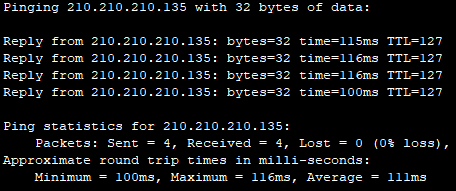 Pinging 210.210.210.135 with 32 bytes of data:
Reply from 210.210.210.135: bytes=32 time=115ms TTL=127
Reply from 210.210.210.135: bytes=32 time=116ms TTL=127
Reply from 210.210.210.135: bytes=32 time=116ms TTL=127
Reply from 210.210.210.135: bytes=32 time=100ms TTL=127
Ping statistics for 210.210.210.135:
Packets: Sent = 4, Received = 4, Lost = 0 (0% loss),
Approximate round trip times in milli-seconds:
Minimum = 100ms, Maximum = 116ms, Average = 111ms